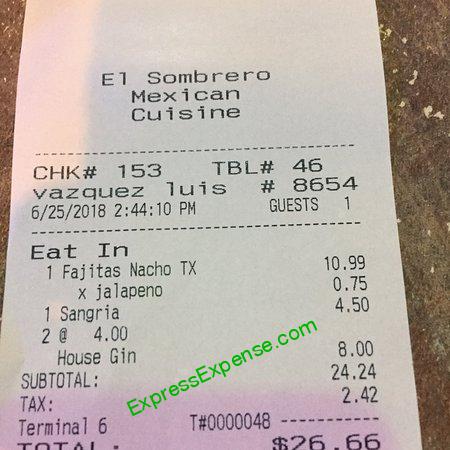 El Sombrero
Mexican
Cuisine
CHK# 153 TBL# 46
vazquez luis # 8654
6/25/2018 2:44:10 PM GUESTS 1
Eat In
1 Fajitas Nacho TX 10.99
x jalapeno 0.75
1 Sangria 4.50
2 @ 4.00
House Gin 8.00
SUBTOTAL: 24.24
TAX: 2.42
ExpressExpense.com
Terminal 6 T#0000048
TOTAL: $26.66